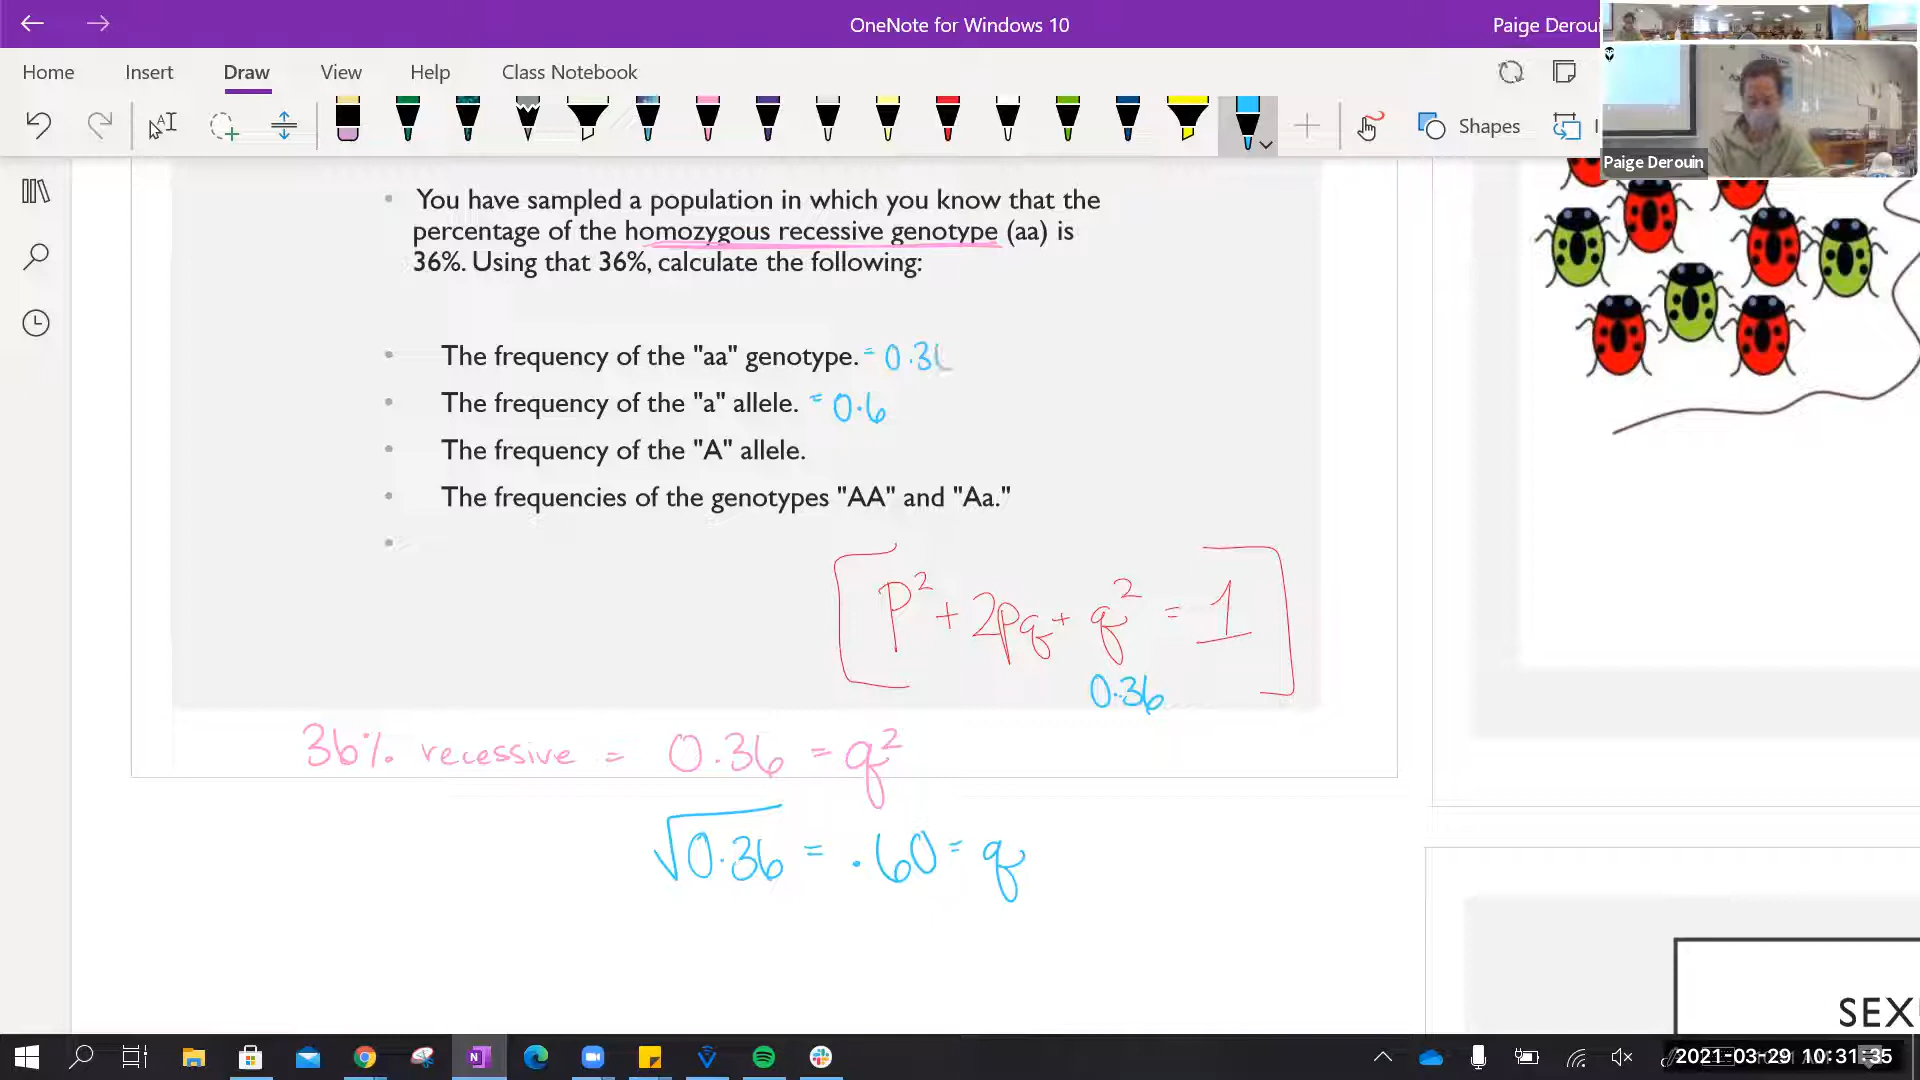 OneNote for Windows 10
Paige Derou
Home Insert Draw View Help Class Notebook
Shapes
Paige Derouin
You have sampled a population in which you know that the
percentage of the homozygous recessive genotype (aa) is
36%. Using that 36%, calculate the following:
The frequency of the "aa" genotype. = 0.36
The frequency of the "a" allele. = 0.6
The frequency of the "A" allele.
The frequencies of the genotypes "AA" and "Aa."
p² + 2pq + q² = 1
0.36
36% recessive = 0.36 = q²
√0.36 = .60 = q
SEX
2021-03-29 10:31:35